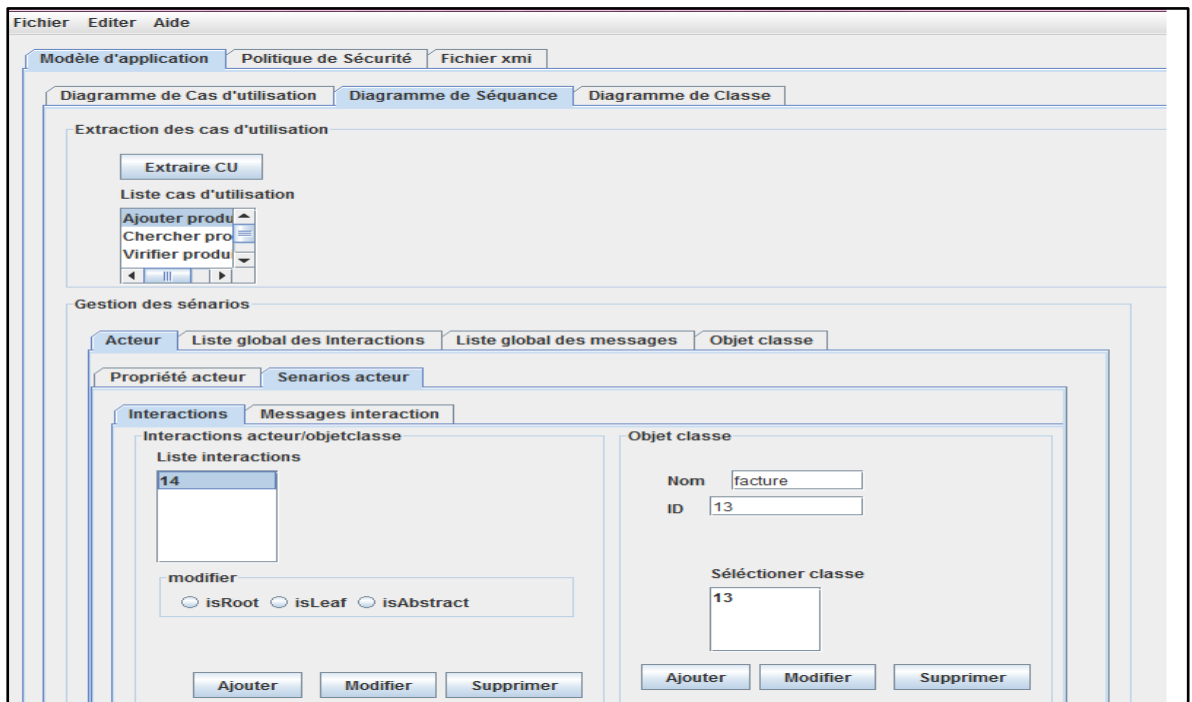 Fichier Editer Aide
Modèle d'application Politique de Sécurité Fichier xmi
Diagramme de Cas d'utilisation Diagramme de Séquance Diagramme de Classe
Extraction des cas d'utilisation
Extraire CU
Liste cas d'utilisation
Ajouter produ
Chercher pro
Virifier produ
Gestion des sénarios
Acteur Liste global des Interactions Liste global des messages Objet classe
Propriété acteur Senarios acteur
Interactions Messages interaction
Interactions acteur/objetclasse Objet classe
Liste interactions
14 Nom facture
ID 13
Séléctioner classe
modifier 13
isRoot isLeaf isAbstract
Ajouter Modifier Supprimer Ajouter Modifier Supprimer